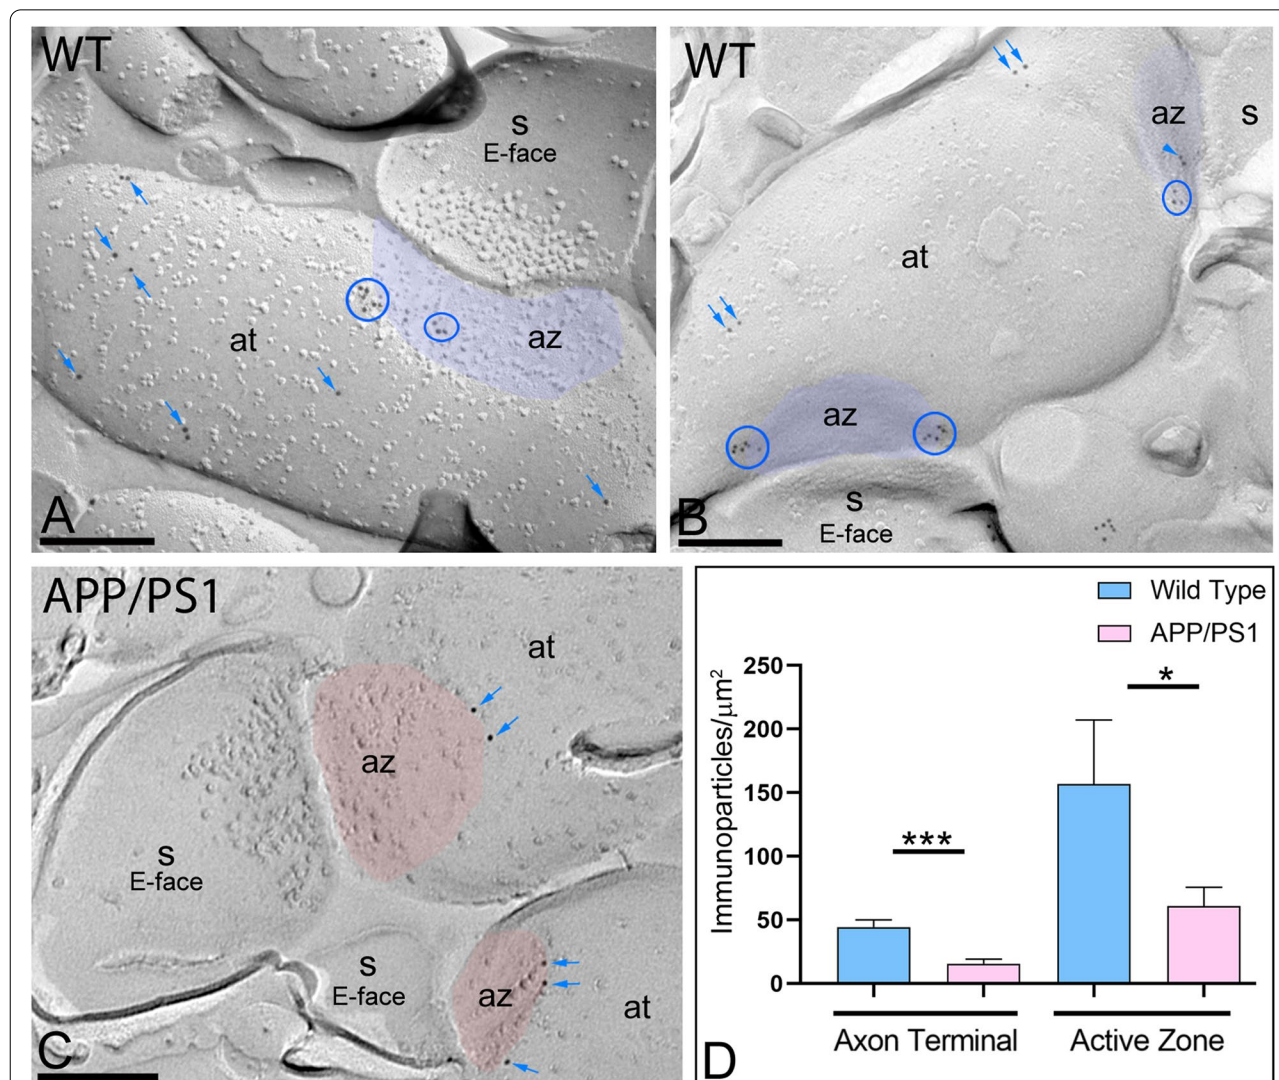 WT
s
E-face
at
az
A
WT
az
s
at
az
s
E-face
B
APP/PS1
at
az
s
E-face
s
E-face
az
at
C
Wild Type
APP/PS1
Immunoparticles/μm²
250
200
150
100
50
0
***
*
Axon Terminal
Active Zone
D